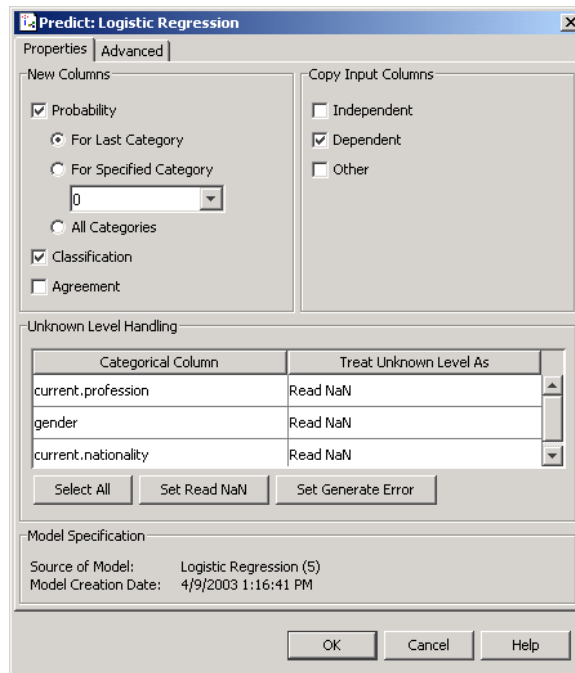 Predict: Logistic Regression
Properties
Advanced
New Columns
Probability
For Last Category
For Specified Category
0
All Categories
Classification
Agreement
Copy Input Columns
Independent
Dependent
Other
Unknown Level Handling
Categorical Column Treat Unknown Level As
current.profession Read NaN
gender Read NaN
current.nationality Read NaN
Select All Set Read NaN Set Generate Error
Model Specification
Source of Model: Logistic Regression (5)
Model Creation Date: 4/9/2003 1:16:41 PM
OK Cancel Help